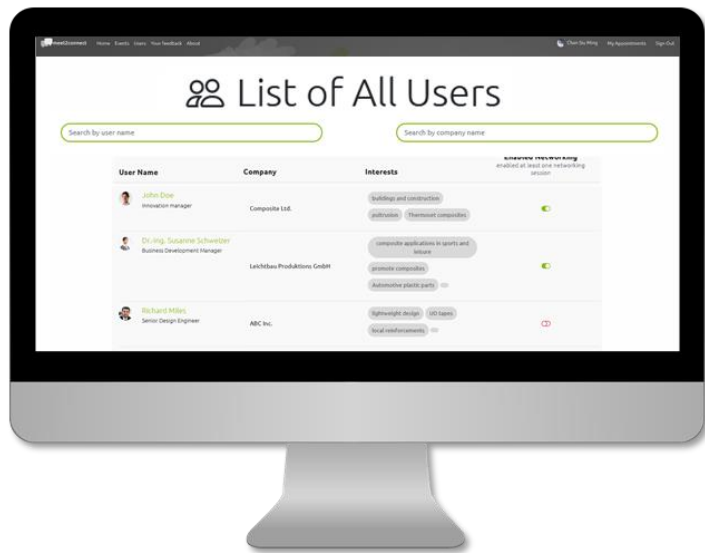 meet2connect Home Events Users Your feedback About
Chen Siu Ming My Appointments Sign-Out
List of All Users
Search by user name
Search by company name
User Name Company Interests Enabled Networking
enabled at least one networking
session
John Doe
Innovation manager
Composite Ltd.
buildings and construction
pultrusion Thermoset composites
Dr.-Ing. Susanne Schweizer
Business Development Manager
Leichtbau Produktions GmbH
composite applications in sports and
leisure
promote composites
Automotive plastic parts
Richard Miles
Senior Design Engineer
ABC Inc.
lightweight design UD tapes
local reinforcements